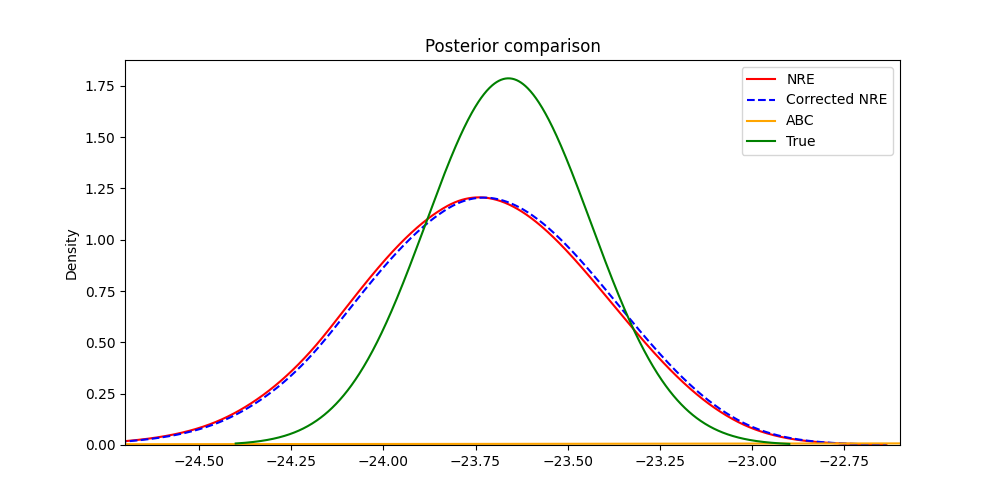 Posterior comparison
NRE
Corrected NRE
ABC
True
Density
1.75
1.50
1.25
1.00
0.75
0.50
0.25
0.00
−24.50
−24.25
−24.00
−23.75
−23.50
−23.25
−23.00
−22.75